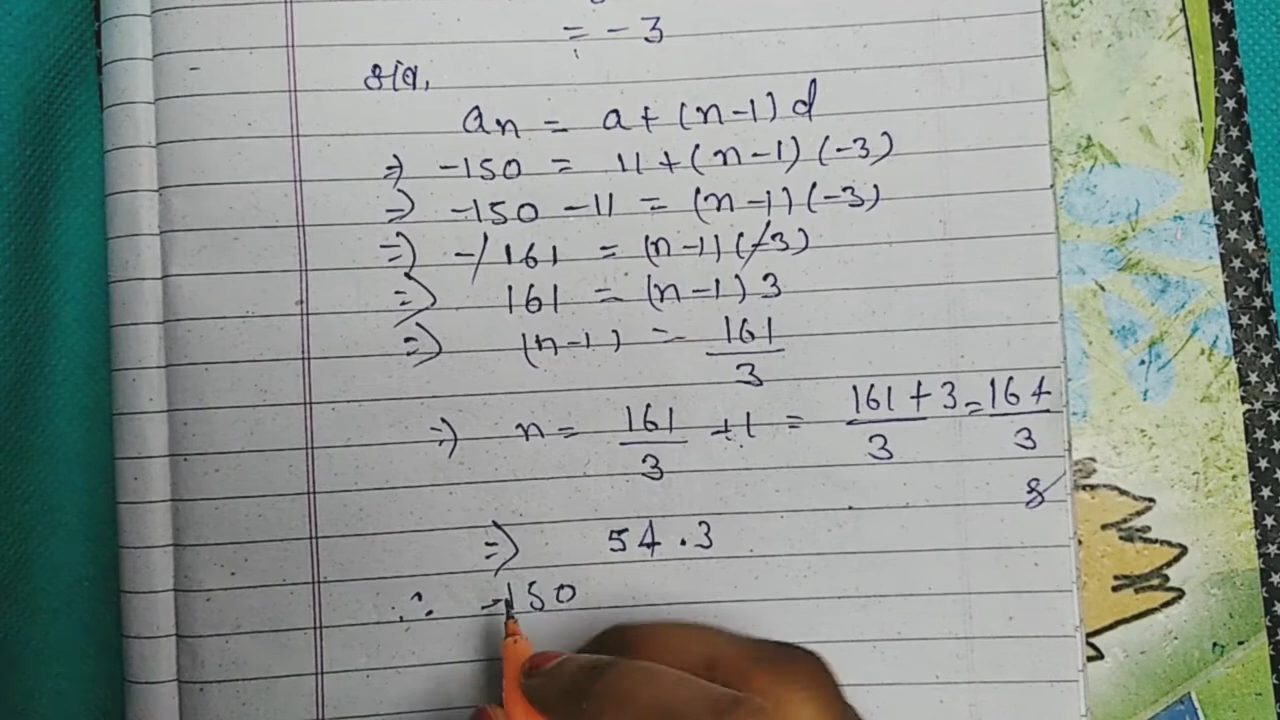 = - 3
an = a + (n-1) d
=> -150 = 11 + (n-1) (-3)
=> -150 - 11 = (n-1) (-3)
=> - 161 = (n-1) (-3)
=> 161 = (n-1) 3
=> (n-1) = 161/3
=> n = 161/3 + 1 = 161 + 3/3 = 164/3
=> 54.3
∴ -150